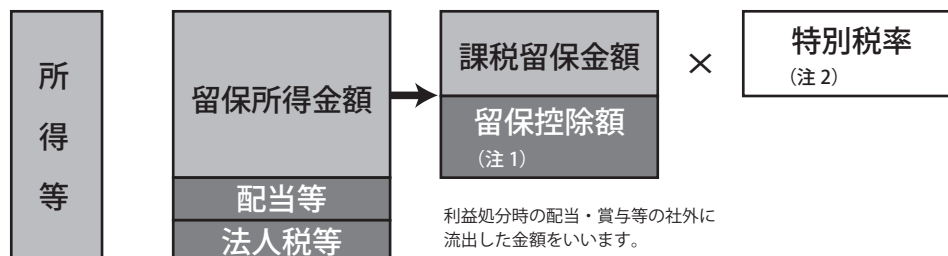 所得等
留保所得金額
配当等
法人税等
課税留保金額
留保控除額
（注 1）
×
特別税率
（注 2）
利益処分時の配当・賞与等の社外に
流出した金額をいいます。